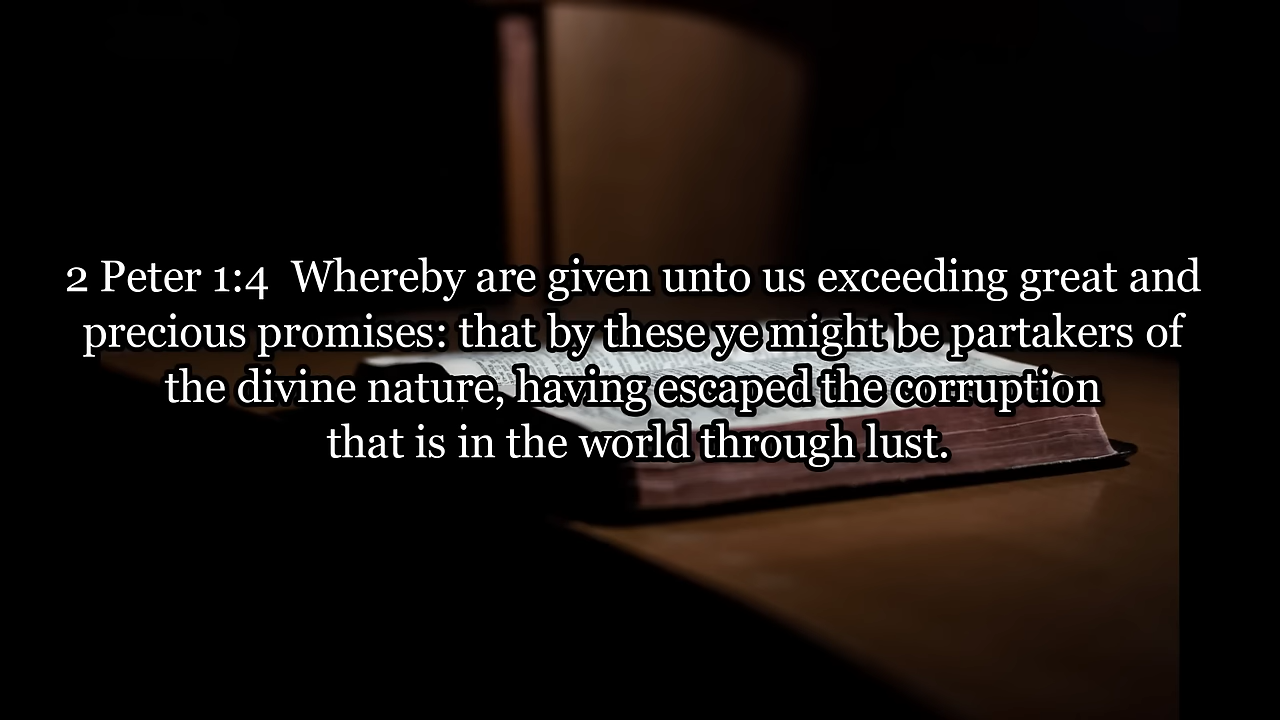 2 Peter 1:4  Whereby are given unto us exceeding great and
precious promises: that by these ye might be partakers of
the divine nature, having escaped the corruption
that is in the world through lust.